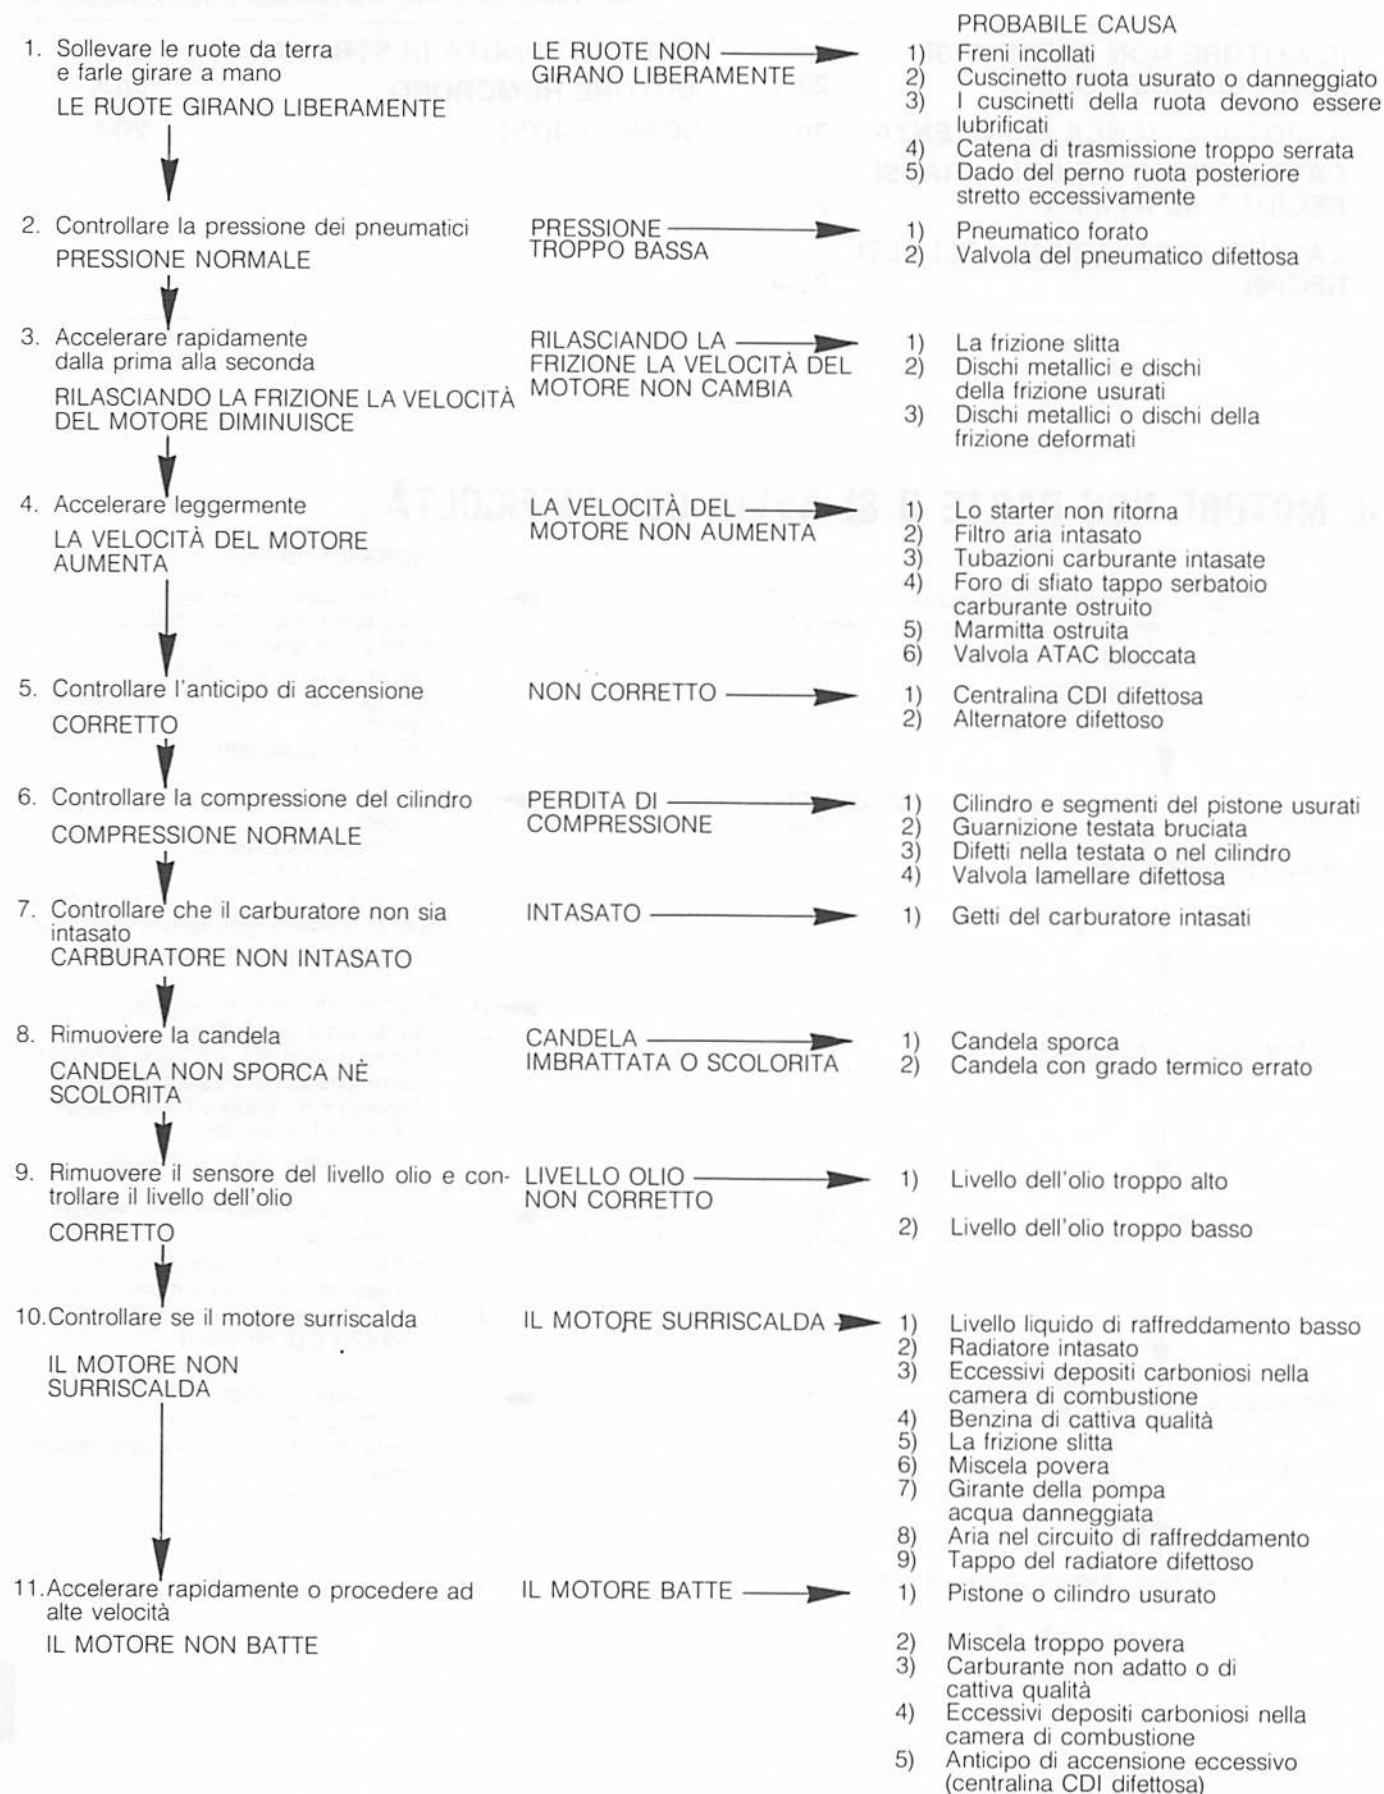 PROBABILE CAUSA
1. Sollevare le ruote da terra
e farle girare a mano
LE RUOTE GIRANO LIBERAMENTE
LE RUOTE NON
GIRANO LIBERAMENTE
1) Freni incollati
2) Cuscinetto ruota usurato o danneggiato
3) I cuscinetti della ruota devono essere
lubrificati
4) Catena di trasmissione troppo serrata
5) Dado del perno ruota posteriore
stretto eccessivamente
2. Controllare la pressione dei pneumatici
PRESSIONE NORMALE
PRESSIONE
TROPPO BASSA
1) Pneumatico forato
2) Valvola del pneumatico difettosa
3. Accelerare rapidamente
dalla prima alla seconda
RILASCIANDO LA FRIZIONE LA VELOCITÀ
DEL MOTORE DIMINUISCE
RILASCIANDO LA
FRIZIONE LA VELOCITÀ DEL
MOTORE NON CAMBIA
1) La frizione slitta
2) Dischi metallici e dischi
della frizione usurati
3) Dischi metallici o dischi della
frizione deformati
4. Accelerare leggermente
LA VELOCITÀ DEL MOTORE
AUMENTA
LA VELOCITÀ DEL
MOTORE NON AUMENTA
1) Lo starter non ritorna
2) Filtro aria intasato
3) Tubazioni carburante intasate
4) Foro di sfiato tappo serbatoio
carburante ostruito
5) Marmitta ostruita
6) Valvola ATAC bloccata
5. Controllare l'anticipo di accensione
CORRETTO
NON CORRETTO
1) Centralina CDI difettosa
2) Alternatore difettoso
6. Controllare la compressione del cilindro
COMPRESSIONE NORMALE
PERDITA DI
COMPRESSIONE
1) Cilindro e segmenti del pistone usurati
2) Guarnizione testata bruciata
3) Difetti nella testata o nel cilindro
4) Valvola lamellare difettosa
7. Controllare che il carburatore non sia
intasato
CARBURATORE NON INTASATO
INTASATO
1) Getti del carburatore intasati
8. Rimuovere la candela
CANDELA NON SPORCA NÈ
SCOLORITA
CANDELA
IMBRATTATA O SCOLORITA
1) Candela sporca
2) Candela con grado termico errato
9. Rimuovere il sensore del livello olio e con-
trollare il livello dell'olio
CORRETTO
LIVELLO OLIO
NON CORRETTO
1) Livello dell'olio troppo alto
2) Livello dell'olio troppo basso
10. Controllare se il motore surriscalda
IL MOTORE NON
SURRISCALDA
IL MOTORE SURRISCALDA
1) Livello liquido di raffreddamento basso
2) Radiatore intasato
3) Eccessivi depositi carboniosi nella
camera di combustione
4) Benzina di cattiva qualità
5) La frizione slitta
6) Miscela povera
7) Girante della pompa
acqua danneggiata
8) Aria nel circuito di raffreddamento
9) Tappo del radiatore difettoso
11. Accelerare rapidamente o procedere ad
alte velocità
IL MOTORE NON BATTE
IL MOTORE BATTE
1) Pistone o cilindro usurato
2) Miscela troppo povera
3) Carburante non adatto o di
cattiva qualità
4) Eccessivi depositi carboniosi nella
camera di combustione
5) Anticipo di accensione eccessivo
(centralina CDI difettosa)